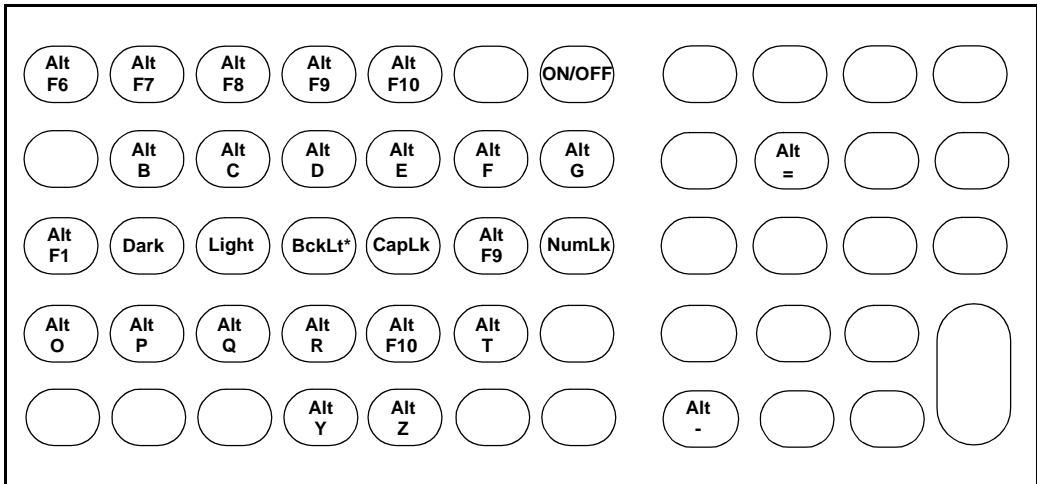 Alt Alt Alt Alt Alt ON/OFF
F6 F7 F8 F9 F10
Alt Alt Alt Alt Alt Alt Alt
B C D E F G =
Alt Dark Light BckLt* CapLk Alt NumLk
F1 F9
Alt Alt Alt Alt Alt Alt
O P Q R F10 T
Alt Alt Alt
Y Z -